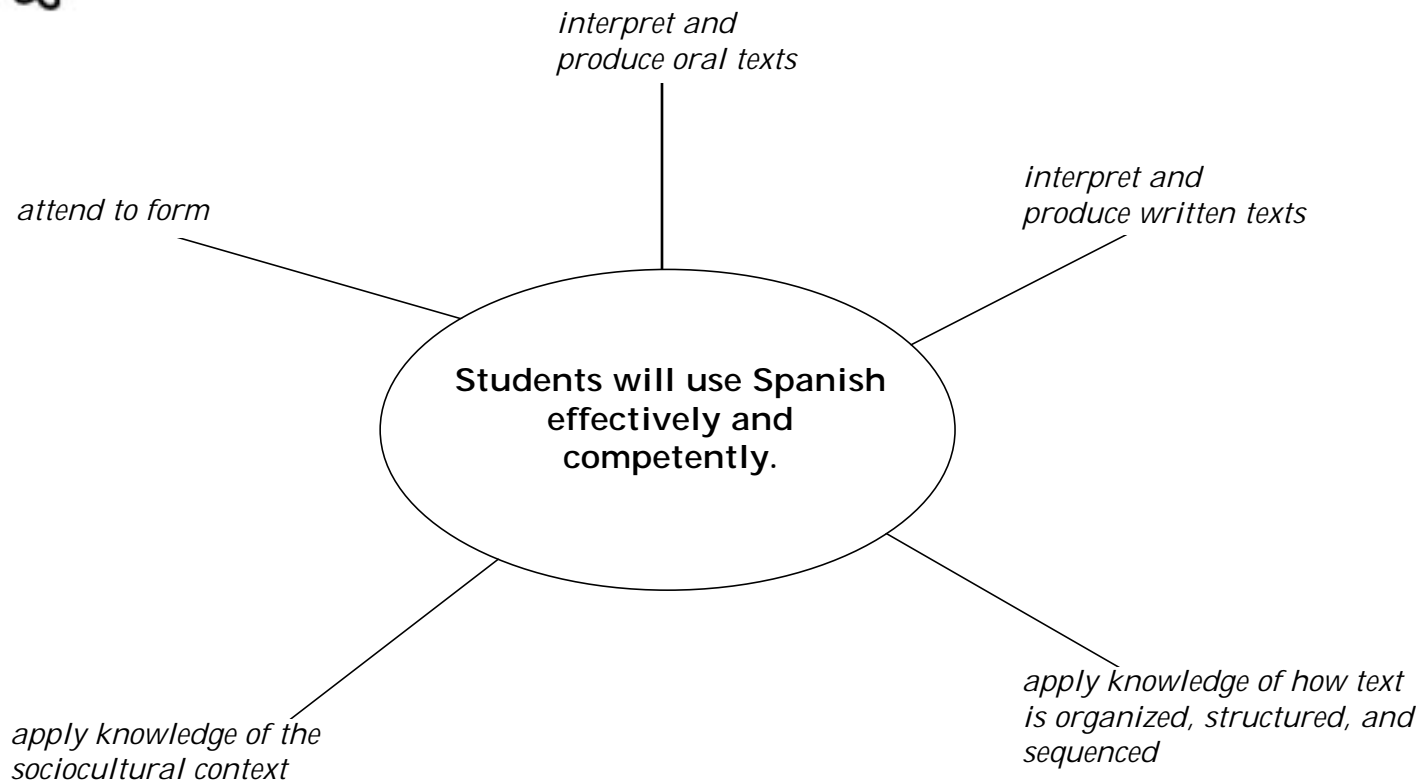 interpret and
produce oral texts
attend to form
interpret and
produce written texts
Students will use Spanish
effectively and
competently.
apply knowledge of the
sociocultural context
apply knowledge of how text
is organized, structured, and
sequenced